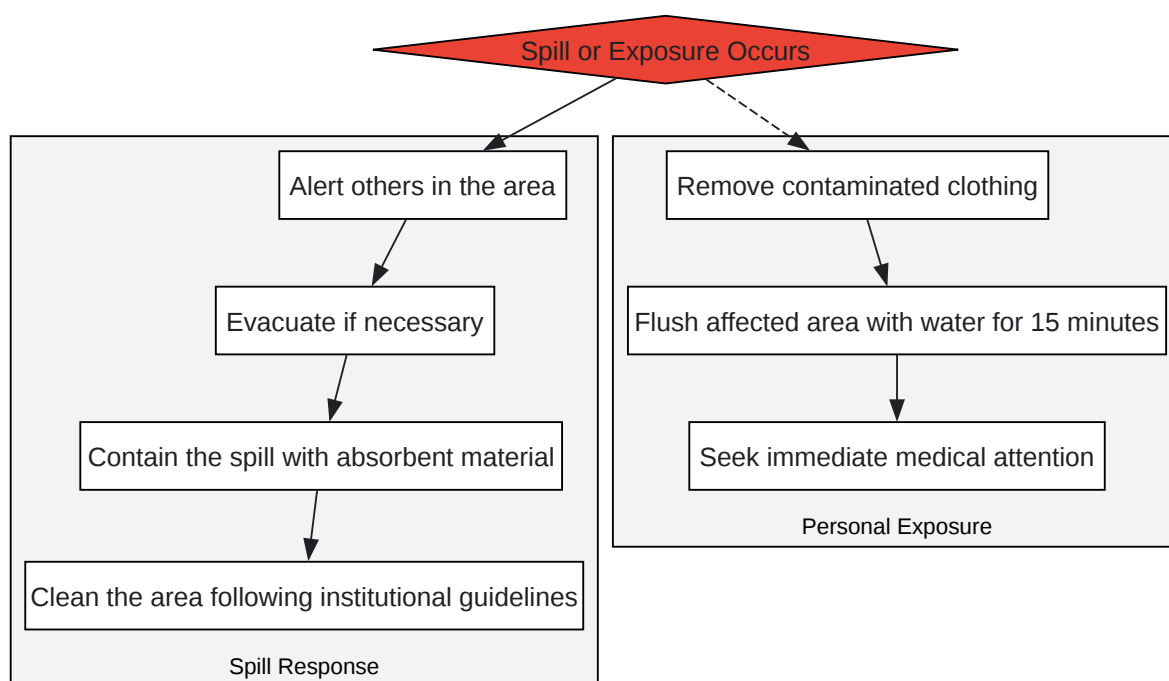 Spill or Exposure Occurs
Alert others in the area
Evacuate if necessary
Contain the spill with absorbent material
Clean the area following institutional guidelines
Spill Response
Remove contaminated clothing
Flush affected area with water for 15 minutes
Seek immediate medical attention
Personal Exposure